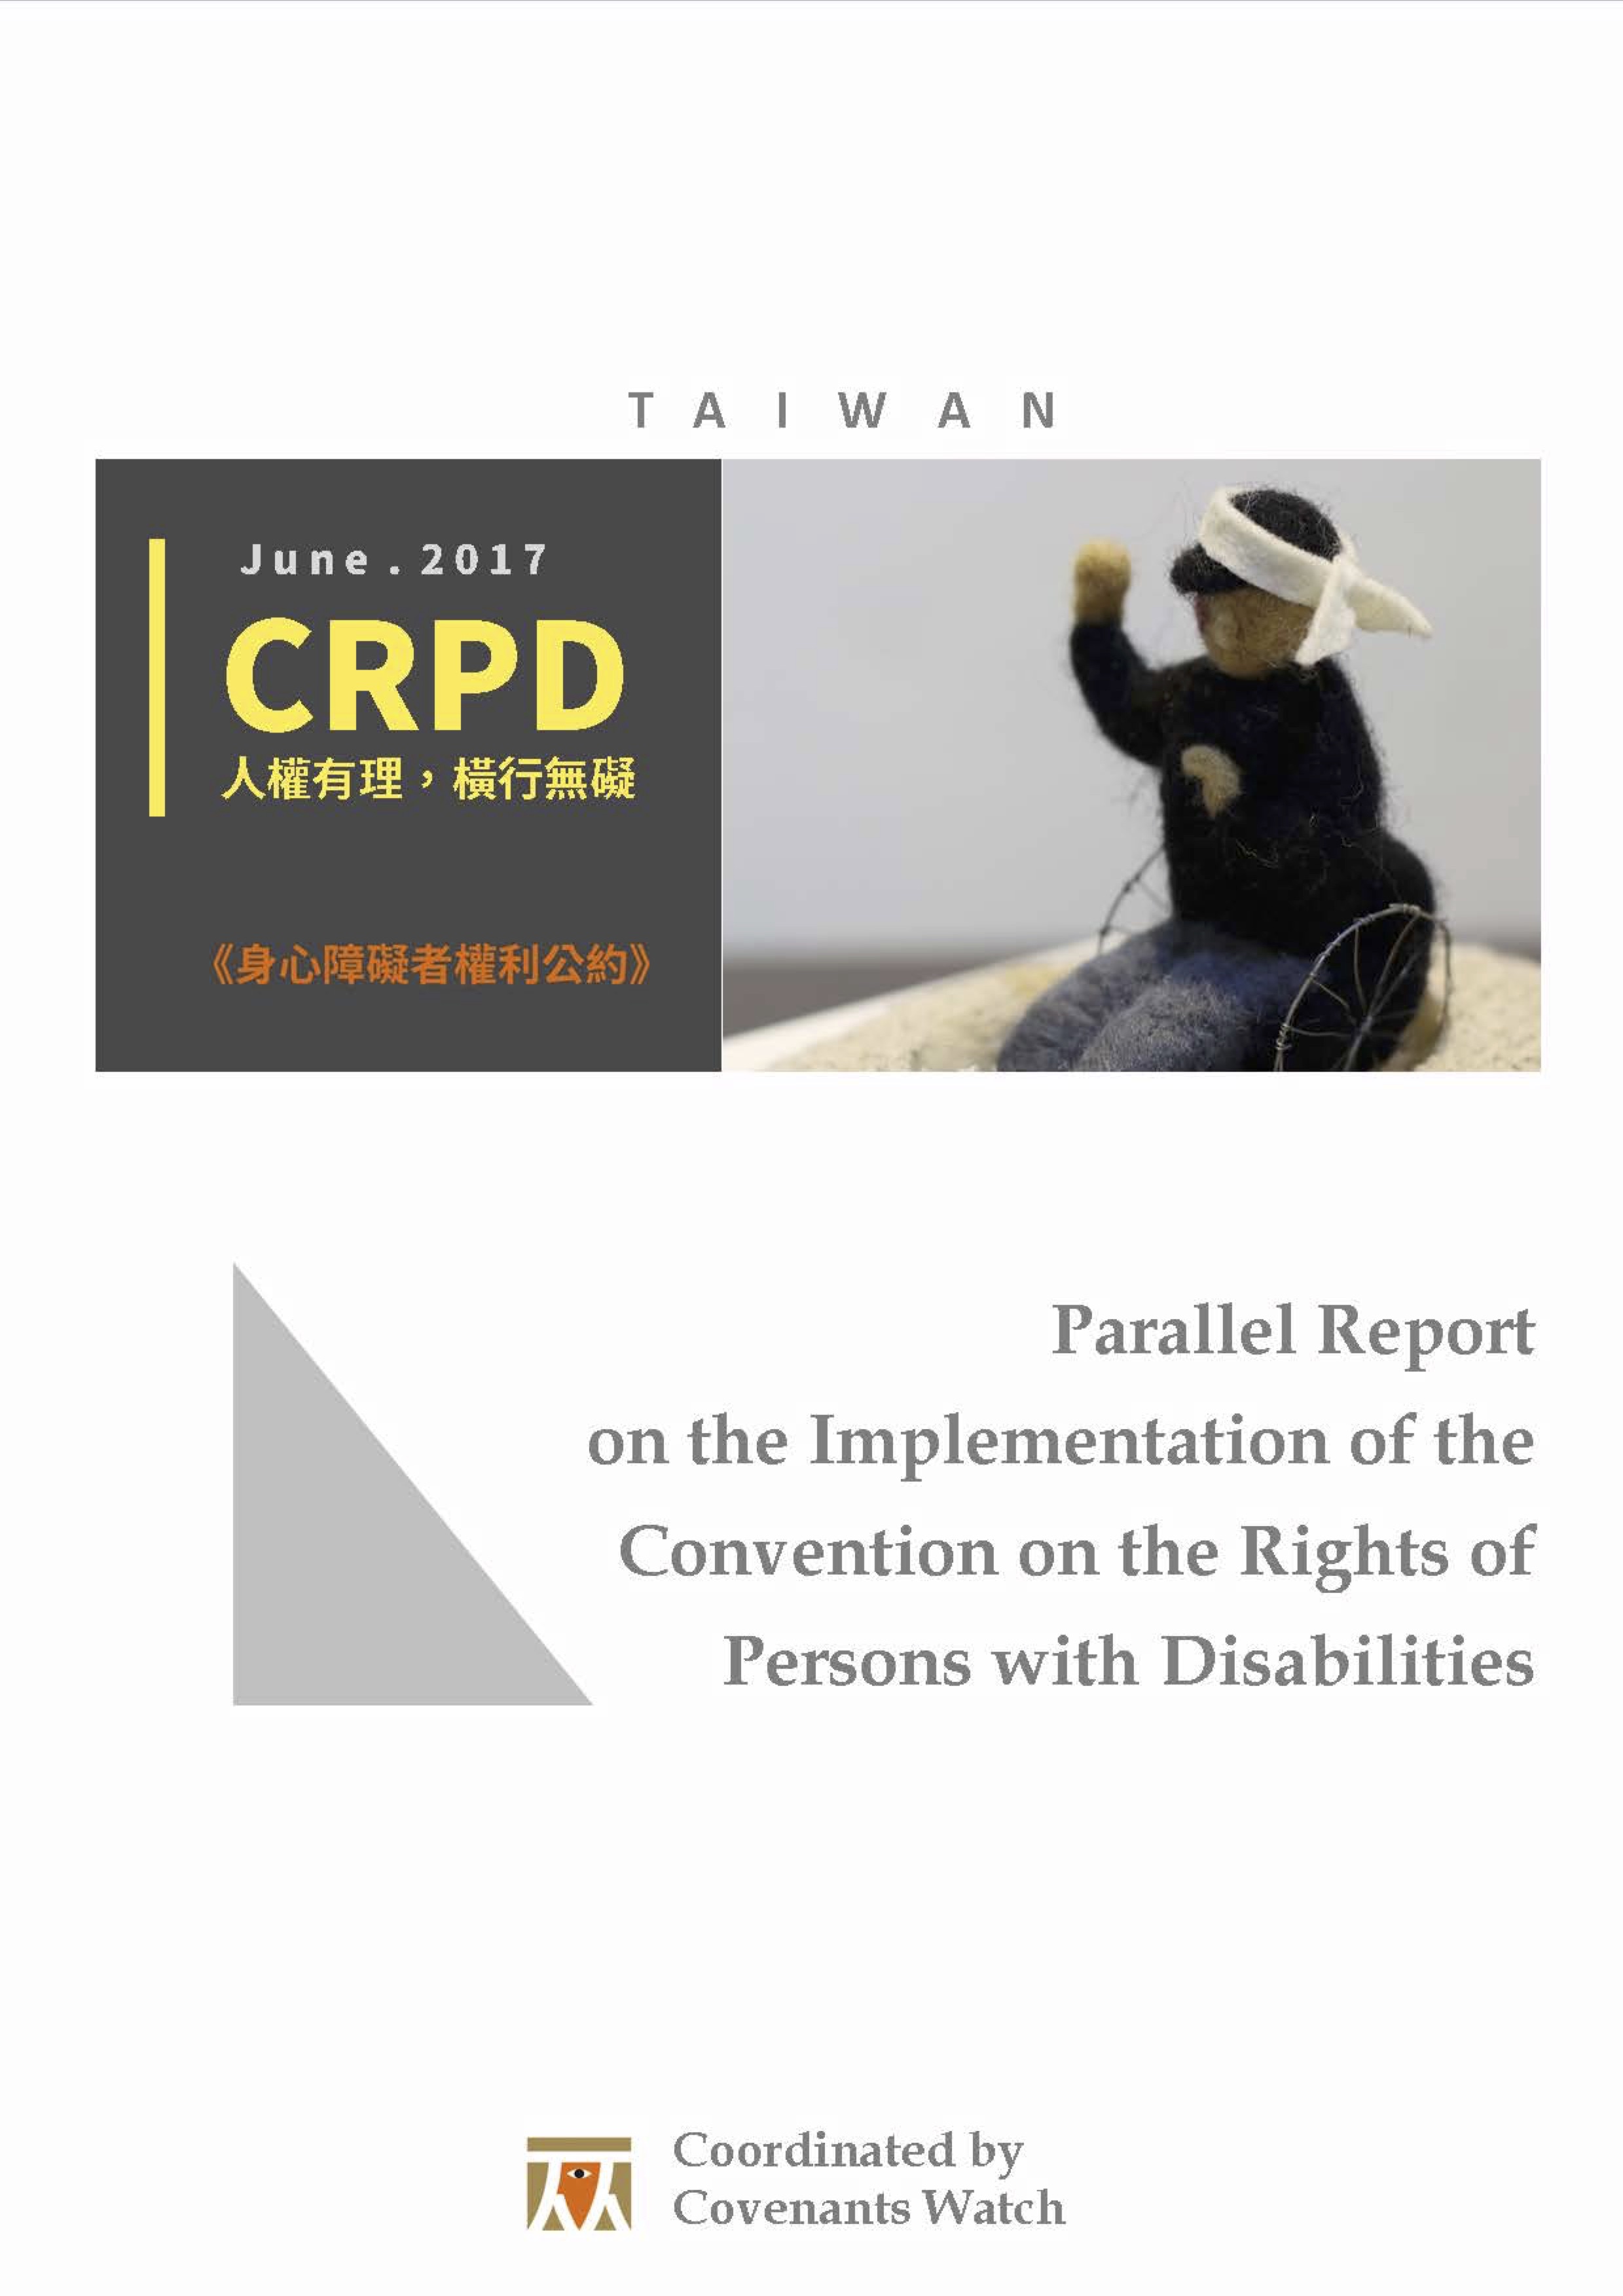 TAIWAN
June.2017
CRPD
人權有理，橫行無礙
《身心障礙者權利公約》
Parallel Report
on the Implementation of the
Convention on the Rights of
Persons with Disabilities
Coordinated by
Covenants Watch